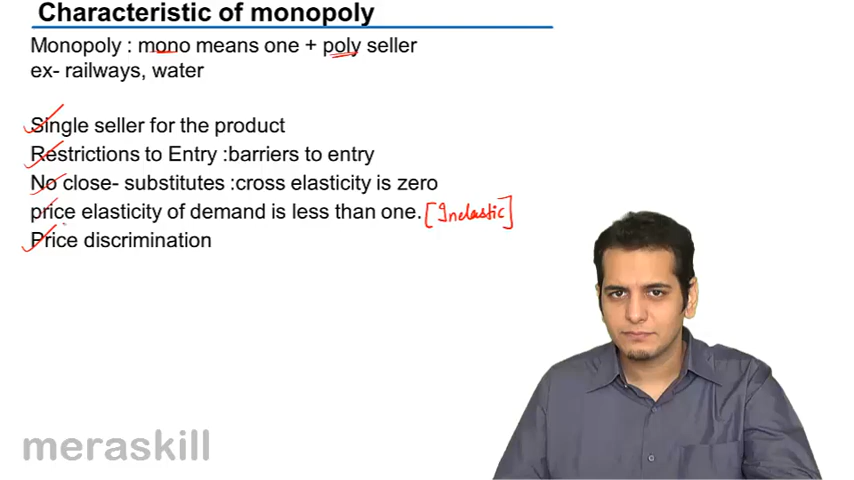 Characteristic of monopoly
Monopoly : mono means one + poly seller
ex- railways, water
Single seller for the product
Restrictions to Entry :barriers to entry
No close- substitutes :cross elasticity is zero
price elasticity of demand is less than one. [Inelastic]
Price discrimination
meraskill